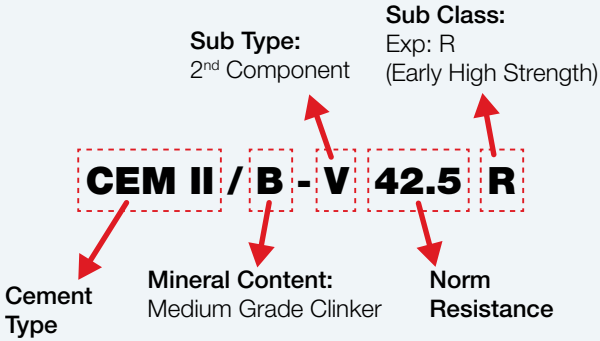 Sub Type:
2nd Component
Sub Class:
Exp: R
(Early High Strength)
CEM II / B - V 42.5 R
Cement
Type
Mineral Content:
Medium Grade Clinker
Norm
Resistance